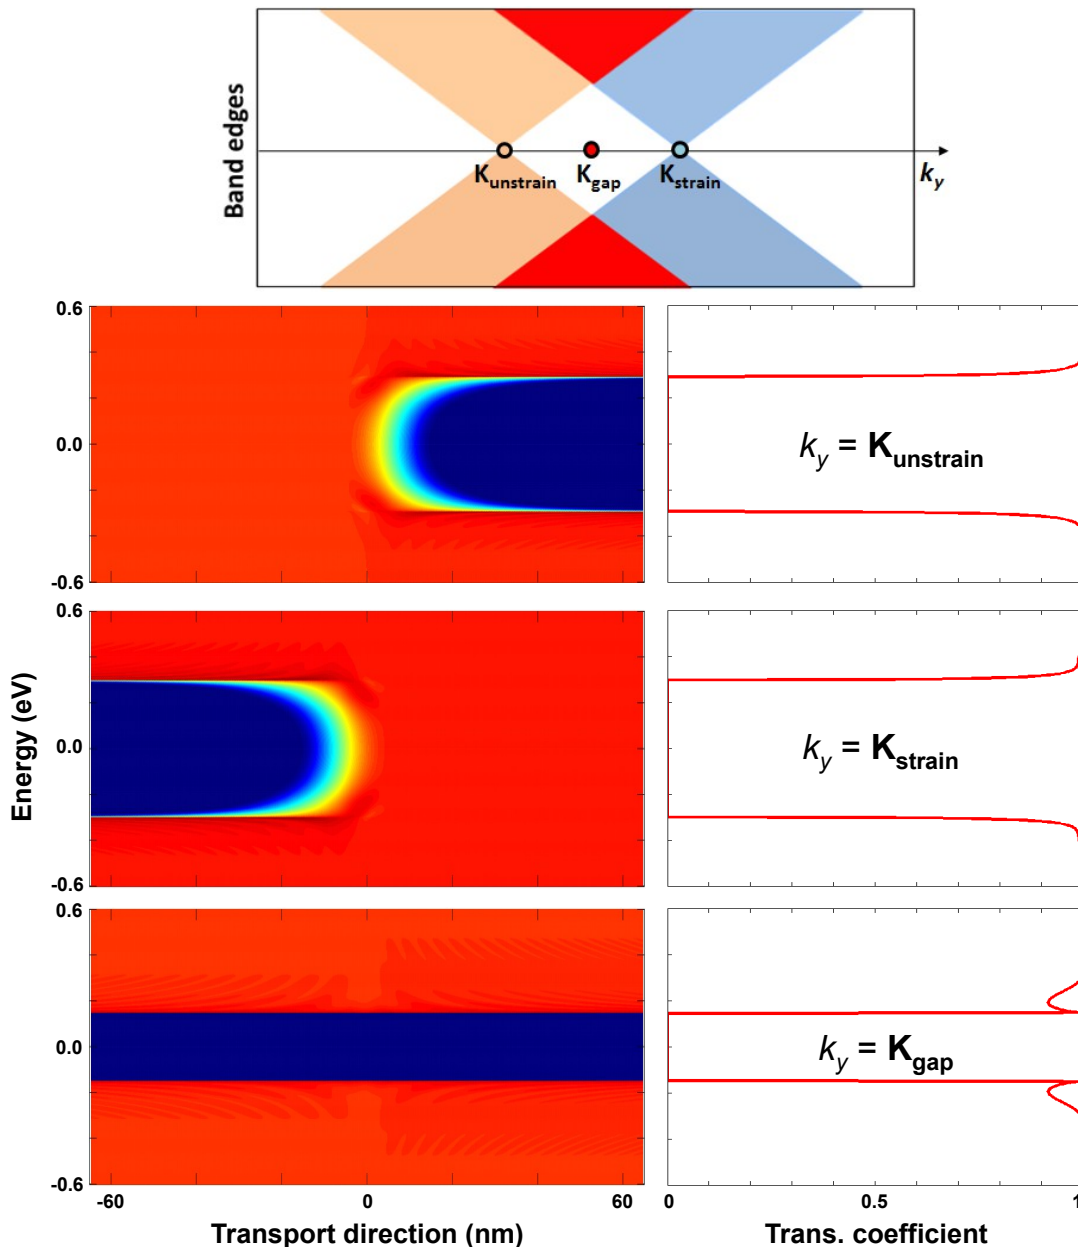 Band edges
K_unstrain
K_gap
K_strain
k_y
0.6
0.0
-0.6
k_y = K_unstrain
0.6
0.0
-0.6
k_y = K_strain
Energy (eV)
0.6
0.0
-0.6
k_y = K_gap
-60 0 60
0 0.5 1
Transport direction (nm)
Trans. coefficient